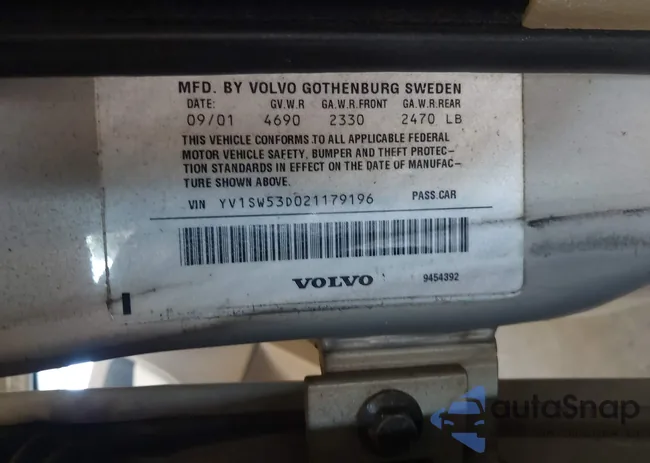 MFD. BY VOLVO GOTHENBURG SWEDEN
DATE: GV.W.R GA.W.R.FRONT GA.W.R.REAR
09/01 4690 2330 2470 LB
THIS VEHICLE CONFORMS TO ALL APPLICABLE FEDERAL
MOTOR VEHICLE SAFETY, BUMPER AND THEFT PROTEC-
TION STANDARDS IN EFFECT ON THE DATE OF MANUFAC-
TURE SHOWN ABOVE.
VIN YV1SW53D021179196 PASS.CAR
VOLVO 9454392
autoSnap